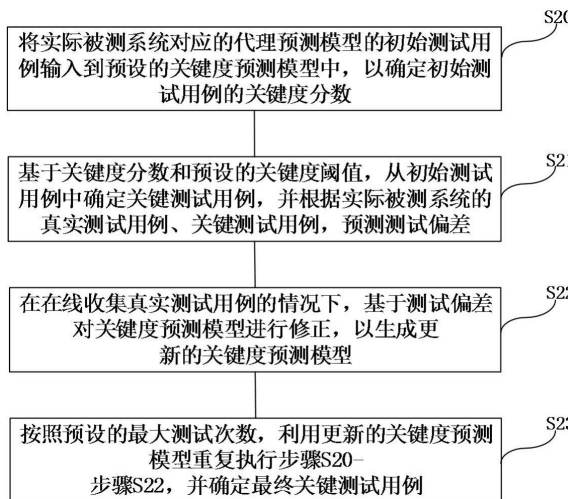 将实际被测系统对应的代理预测模型的初始测试用
例输入到预设的关键度预测模型中，以确定初始测
试用例的关键度分数
S20
基于关键度分数和预设的关键度阈值，从初始测试
用例中确定关键测试用例，并根据实际被测系统的
真实测试用例、关键测试用例，预测测试偏差
S21
在在线收集真实测试用例的情况下，基于测试偏差
对关键度预测模型进行修正，以生成更
新的关键度预测模型
S22
按照预设的最大测试次数，利用更新的关键度预测
模型重复执行步骤S20-
步骤S22，并确定最终关键测试用例
S23